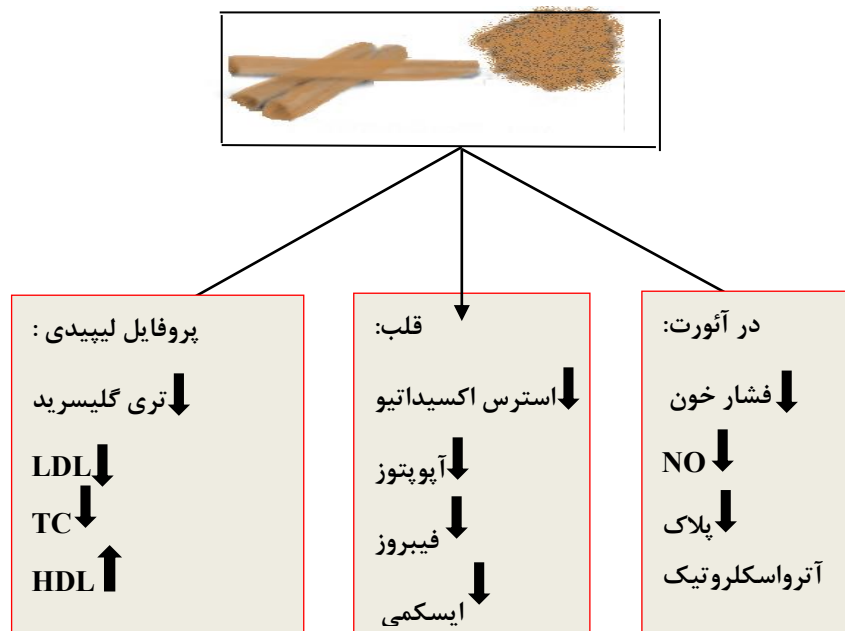 در آئورت:
فشار خون
NO
پلاک
آترواسکلروتیک
قلب:
استرس اکسیداتیو
آپوپتوز
فیبروز
ایسکمی
پروفایل لیپیدی :
تری گلیسرید
LDL
TC
HDL